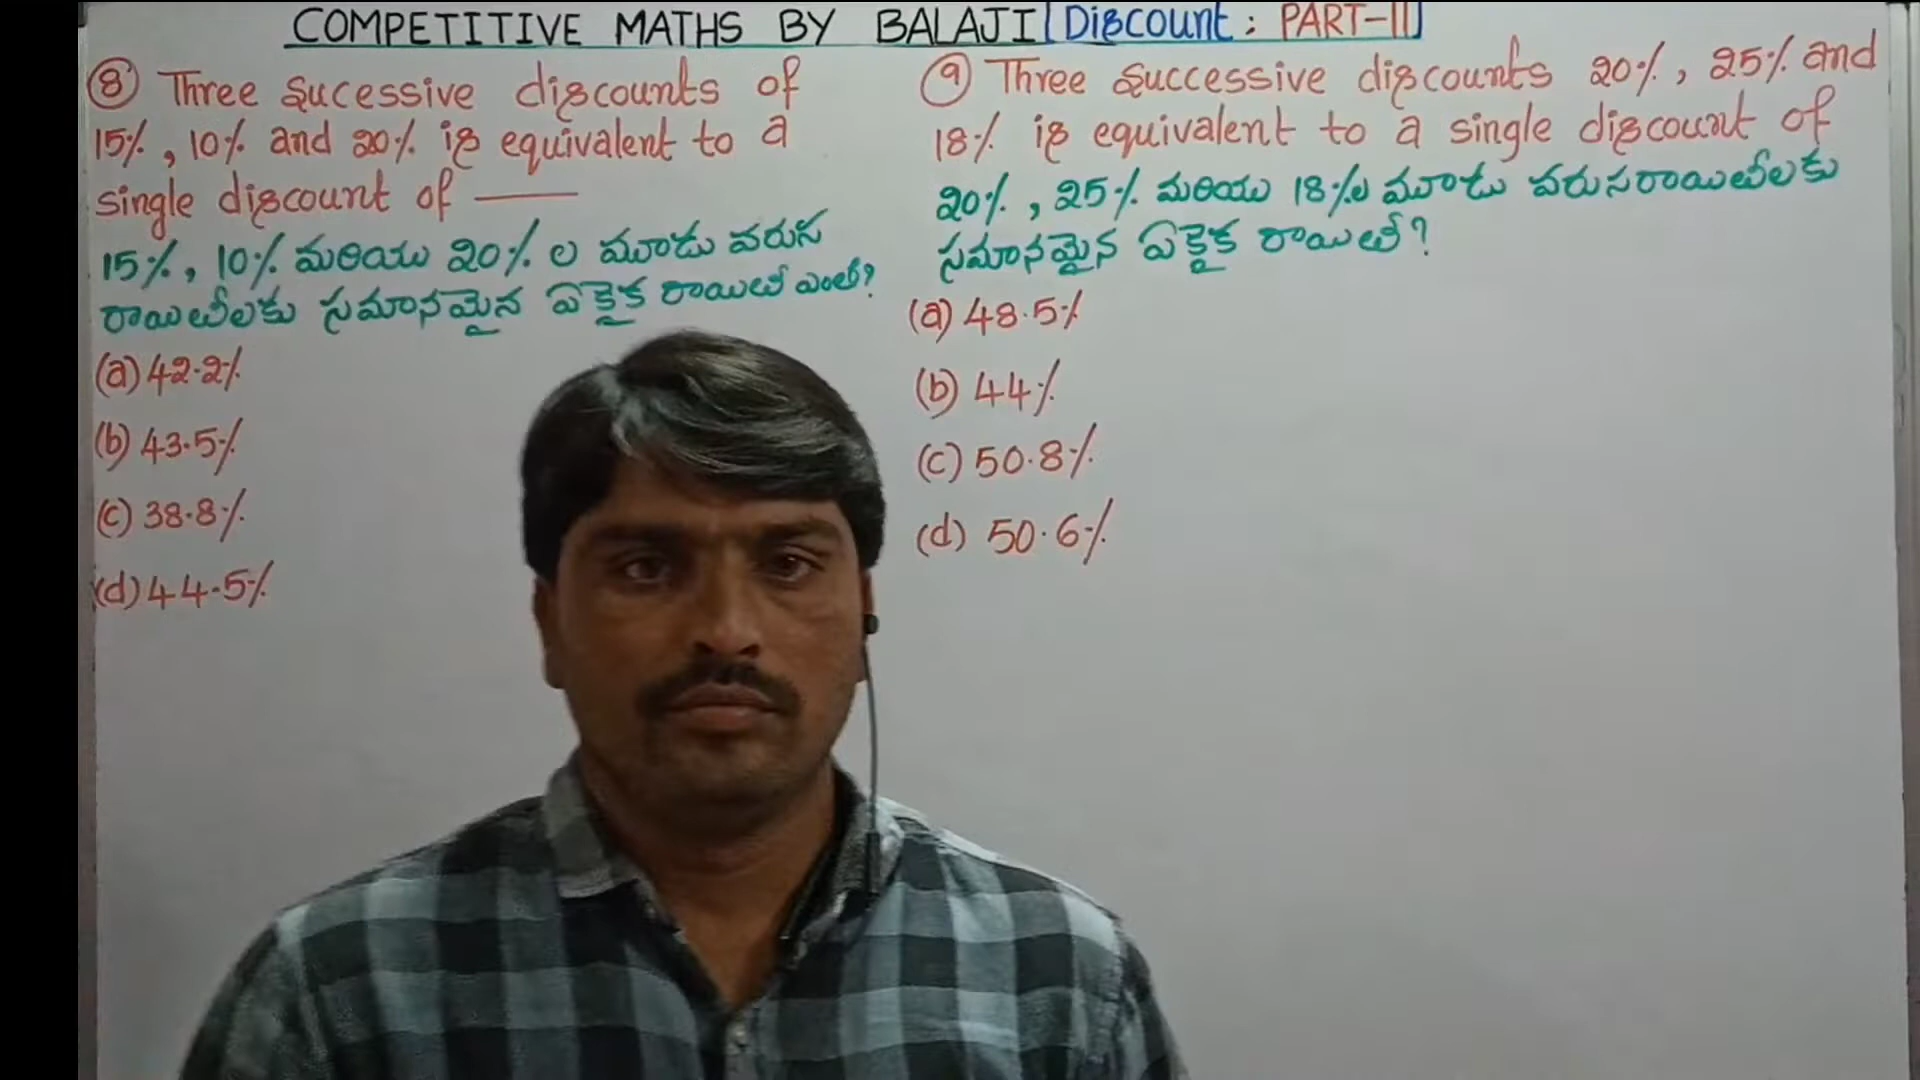 COMPETITIVE MATHS BY BALAJI [Discount : PART-II]
⑧ Three sucessive discounts of
15%, 10% and 20% is equivalent to a
single discount of ———
15%, 10% మరియు 20% ల మూడు వరుస
రాయితీలకు సమానమైన ఏకైక రాయితీ ఎంత?
(a) 42.2%
(b) 43.5%
(c) 38.8%
(d) 44.5%
⑨ Three successive discounts 20%, 25% and
18% is equivalent to a single discount of
20%, 25% మరియు 18%ల మూడు వరుసరాయితీలకు
సమానమైన ఏకైక రాయితీ?
(a) 48.5%
(b) 44%
(c) 50.8%
(d) 50.6%